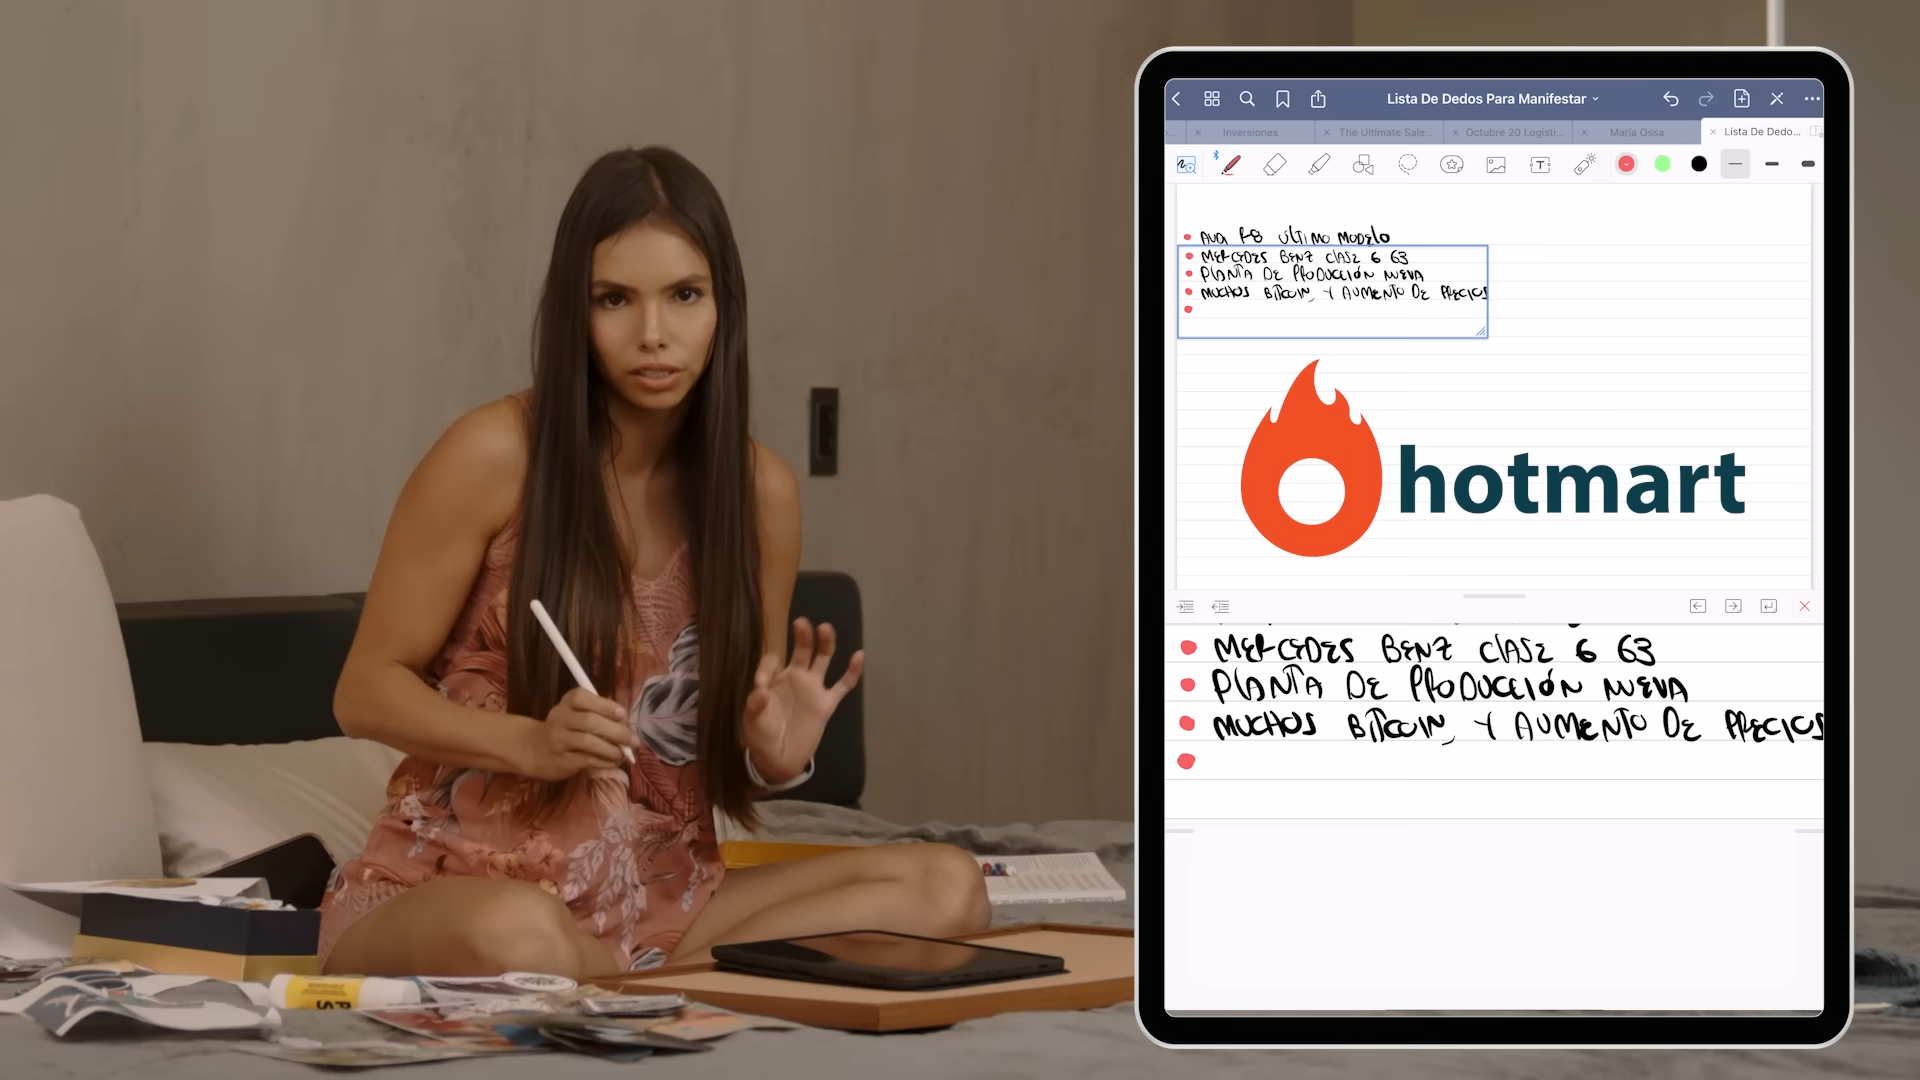 Lista De Dedos Para Manifestar
Inversiones
The Ultimate Sale...
Octubre 20 Logisti...
María Ossa
Lista De Dedo...
T
AUDI R8 ÚLTIMO MODELO
MERCEDES BENZ CLASE G 63
PLANTA DE PRODUCCIÓN NUEVA
MUCHOS BITCOIN, Y AUMENTO DE PRECIOS
hotmart
MERCEDES BENZ CLASE G 63
PLANTA DE PRODUCCIÓN NUEVA
MUCHOS BITCOIN, Y AUMENTO DE PRECIOS